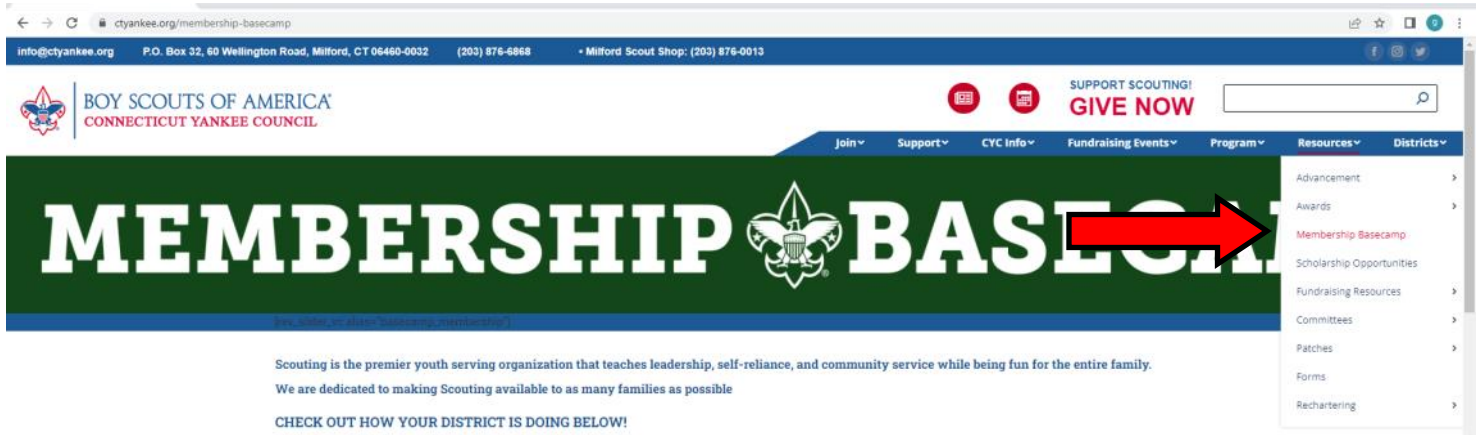 ctyankee.org/membership-basecamp
info@ctyankee.org P.O. Box 32, 60 Wellington Road, Milford, CT 06460-0032 (203) 876-6868 • Milford Scout Shop: (203) 876-0013
BOY SCOUTS OF AMERICA®
CONNECTICUT YANKEE COUNCIL
SUPPORT SCOUTING!
GIVE NOW
Join Support CYC Info Fundraising Events Program Resources Districts
MEMBERSHIP BASECA
Advancement
Awards
Membership Basecamp
Scholarship Opportunities
Fundraising Resources
Committees
Patches
Forms
Rechartering
[rev_slider_vc alias="basecamp_membership"]
Scouting is the premier youth serving organization that teaches leadership, self-reliance, and community service while being fun for the entire family.
We are dedicated to making Scouting available to as many families as possible
CHECK OUT HOW YOUR DISTRICT IS DOING BELOW!